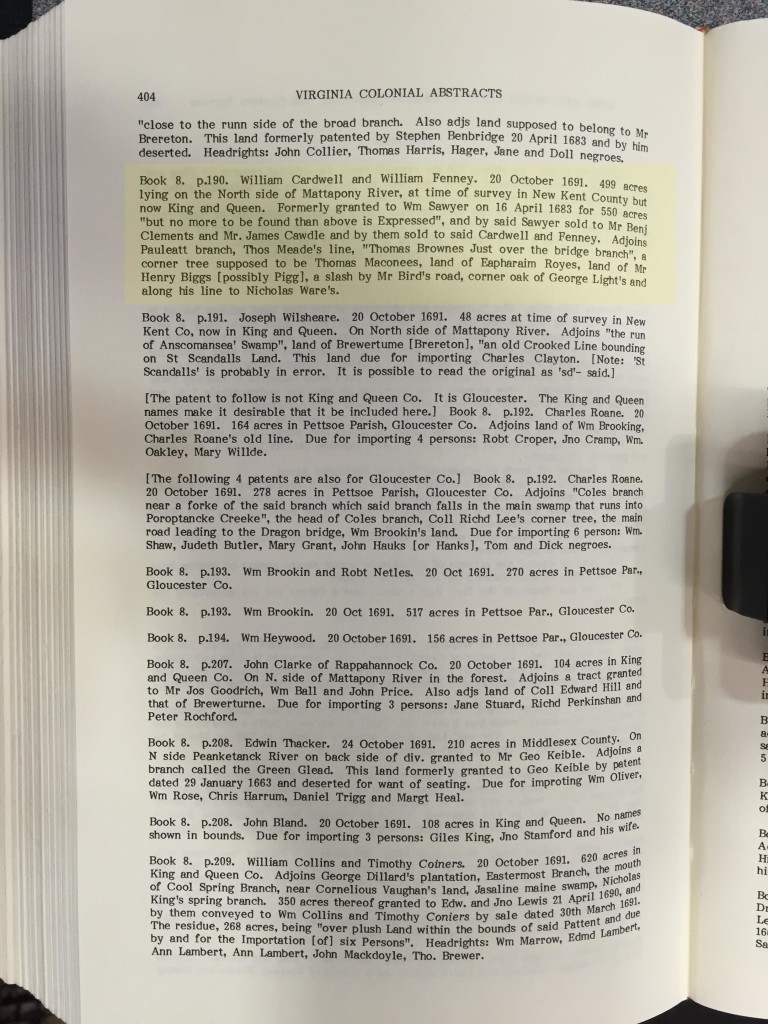 404
VIRGINIA COLONIAL ABSTRACTS
"close to the runn side of the broad branch. Also adjs land supposed to belong to Mr
Brereton. This land formerly patented by Stephen Benbridge 20 April 1683 and by him
deserted. Headrights: John Collier, Thomas Harris, Hager, Jane and Doll negroes.
Book 8. p.190. William Cardwell and William Fenney. 20 October 1691. 499 acres
lying on the North side of Mattapony River, at time of survey in New Kent County but
now King and Queen. Formerly granted to Wm Sawyer on 16 April 1683 for 550 acres
"but no more to be found than above is Expressed", and by said Sawyer sold to Mr Benj
Clements and Mr. James Cawdle and by them sold to said Cardwell and Fenney. Adjoins
Pauleatt branch, Thos Meade's line, "Thomas Brownes Just over the bridge branch", a
corner tree supposed to be Thomas Maconees, land of Eapharaim Royes, land of Mr
Henry Biggs [possibly Pigg], a slash by Mr Bird's road, corner oak of George Light's and
along his line to Nicholas Ware's.
Book 8. p.191. Joseph Wilsheare. 20 October 1691. 48 acres at time of survey in New
Kent Co, now in King and Queen. On North side of Mattapony River. Adjoins "the run
of Anscomansea' Swamp", land of Brewertume [Brereton], "an old Crooked Line bounding
on St Scandalls Land. This land due for importing Charles Clayton. [Note: 'St
Scandalls' is probably in error. It is possible to read the original as 'sd'- said.]
[The patent to follow is not King and Queen Co. It is Gloucester. The King and Queen
names make it desirable that it be included here.] Book 8. p.192. Charles Roane. 20
October 1691. 164 acres in Pettsoe Parish, Gloucester Co. Adjoins land of Wm Brooking,
Charles Roane's old line. Due for importing 4 persons: Robt Croper, Jno Cramp, Wm.
Oakley, Mary Willde.
[The following 4 patents are also for Gloucester Co.] Book 8. p.192. Charles Roane.
20 October 1691. 278 acres in Pettsoe Parish, Gloucester Co. Adjoins "Coles branch
near a forke of the said branch which said branch falls in the main swamp that runs into
Poroptancke Creeke", the head of Coles branch, Coll Richd Lee's corner tree, the main
road leading to the Dragon bridge, Wm Brookin's land. Due for importing 6 person: Wm.
Shaw, Judeth Butler, Mary Grant, John Hauks [or Hanks], Tom and Dick negroes.
Book 8. p.193. Wm Brookin and Robt Netles. 20 Oct 1691. 270 acres in Pettsoe Par.,
Gloucester Co.
Book 8. p.193. Wm Brookin. 20 Oct 1691. 517 acres in Pettsoe Par., Gloucester Co.
Book 8. p.194. Wm Heywood. 20 October 1691. 156 acres in Pettsoe Par., Gloucester Co.
Book 8. p.207. John Clarke of Rappahannock Co. 20 October 1691. 104 acres in King
and Queen Co. On N. side of Mattapony River in the forest. Adjoins a tract granted
to Mr Jos Goodrich, Wm Ball and John Price. Also adjs land of Coll Edward Hill and
that of Brewerturne. Due for importing 3 persons: Jane Stuard, Richd Perkinshan and
Peter Rochford.
Book 8. p.208. Edwin Thacker. 24 October 1691. 210 acres in Middlesex County. On
N side Peanketanck River on back side of div. granted to Mr Geo Keible. Adjoins a
branch called the Green Glead. This land formerly granted to Geo Keible by patent
dated 29 January 1663 and deserted for want of seating. Due for improting Wm Oliver,
Wm Rose, Chris Harrum, Daniel Trigg and Margt Heal.
Book 8. p.208. John Bland. 20 October 1691. 108 acres in King and Queen. No names
shown in bounds. Due for importing 3 persons: Giles King, Jno Stamford and his wife.
Book 8. p.209. William Collins and Timothy Coiners. 20 October 1691. 620 acres in
King and Queen Co. Adjoins George Dillard's plantation, Eastermost Branch, the mouth
of Cool Spring Branch, near Cornelious Vaughan's land, Jasaline maine swamp, Nicholas
King's spring branch. 350 acres thereof granted to Edw. and Jno Lewis 21 April 1690, and
by them conveyed to Wm Collins and Timothy Coniers by sale dated 30th March 1691.
The residue, 268 acres, being "over plush Land within the bounds of said Pattent and due
by and for the Importation [of] six Persons". Headrights: Wm Marrow, Edmd Lambert,
Ann Lambert, Ann Lambert, John Mackdoyle, Tho. Brewer.